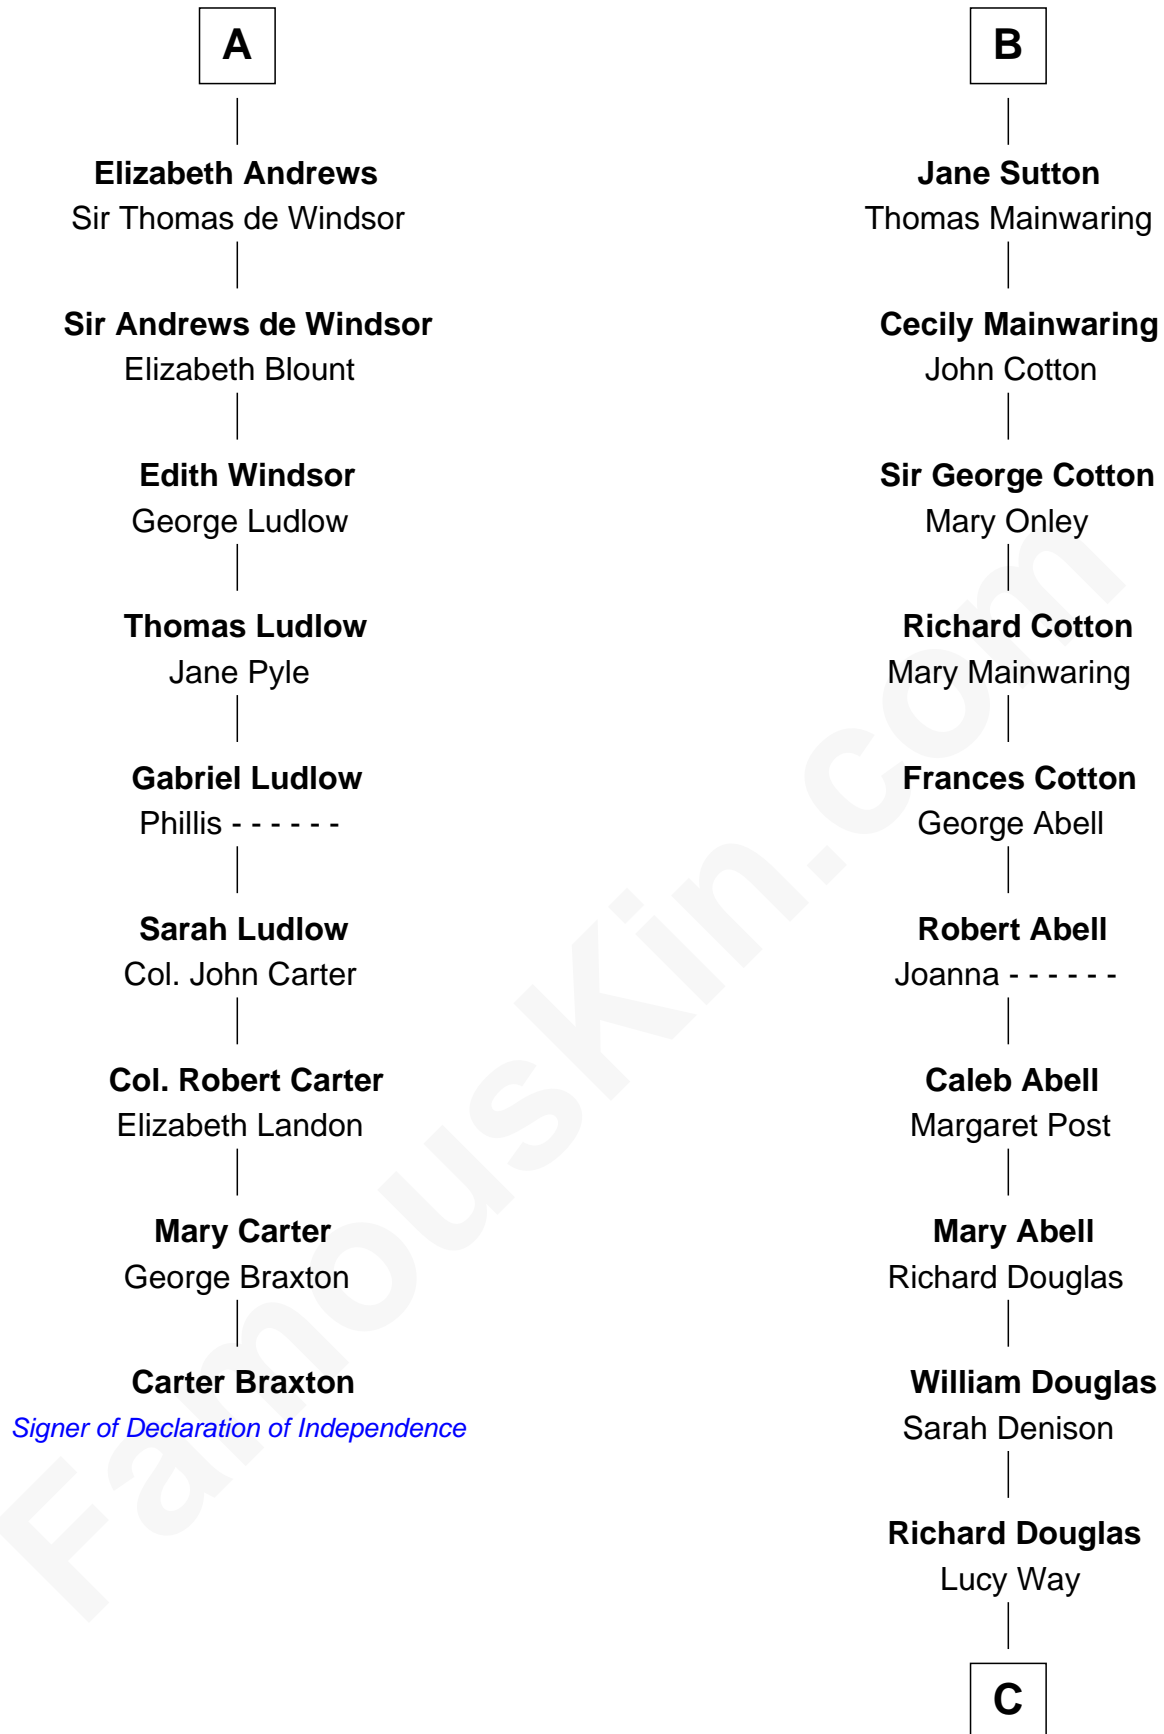 A
Elizabeth Andrews
Sir Thomas de Windsor
Sir Andrews de Windsor
Elizabeth Blount
Edith Windsor
George Ludlow
Thomas Ludlow
Jane Pyle
Gabriel Ludlow
Phillis - - - - - -
Sarah Ludlow
Col. John Carter
Col. Robert Carter
Elizabeth Landon
Mary Carter
George Braxton
Carter Braxton
Signer of Declaration of Independence
B
Jane Sutton
Thomas Mainwaring
Cecily Mainwaring
John Cotton
Sir George Cotton
Mary Onley
Richard Cotton
Mary Mainwaring
Frances Cotton
George Abell
Robert Abell
Joanna - - - - - -
Caleb Abell
Margaret Post
Mary Abell
Richard Douglas
William Douglas
Sarah Denison
Richard Douglas
Lucy Way
C
FamousKin.com